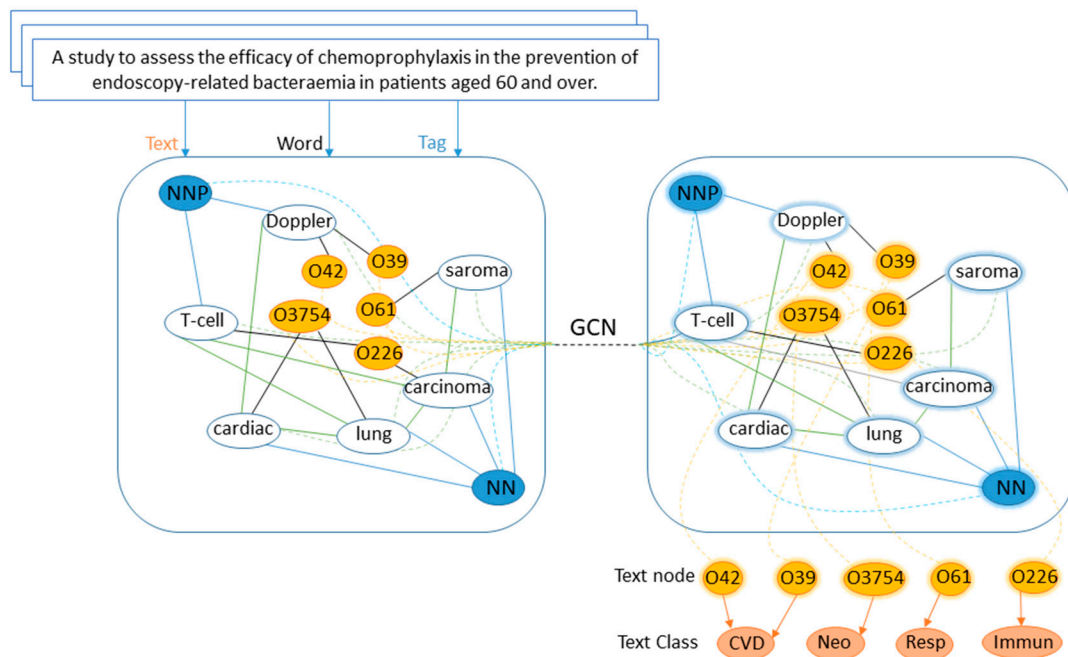 A study to assess the efficacy of chemoprophylaxis in the prevention of
endoscopy-related bacteraemia in patients aged 60 and over.
Text Word Tag
NNP
Doppler
O42
O39
saroma
O3754
O61
T-cell
O226
carcinoma
cardiac
lung
NN
GCN
NNP
Doppler
O42
O39
saroma
O3754
O61
T-cell
O226
carcinoma
cardiac
lung
NN
Text node O42 O39 O3754 O61 O226
Text Class CVD Neo Resp Immun